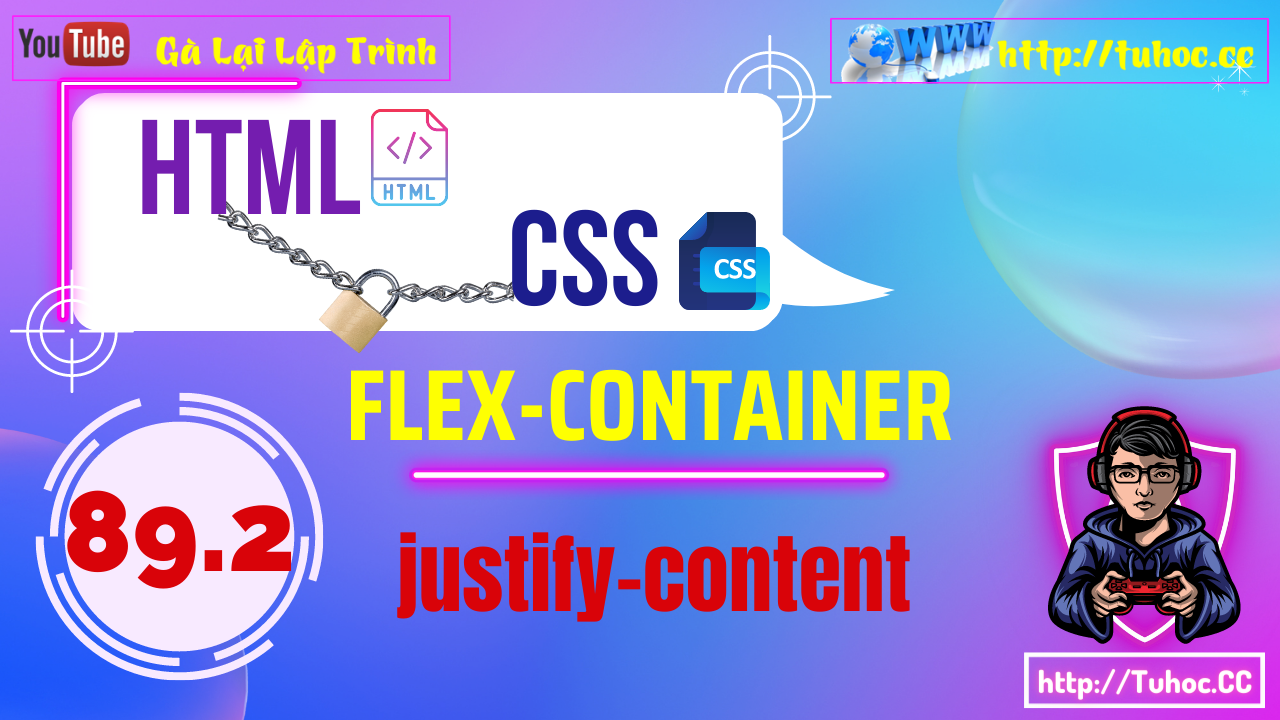 YouTube
Gà Lại Lập Trình
WWW
http://tuhoc.cc
HTML
HTML
CSS
CSS
FLEX-CONTAINER
89.2
justify-content
http://Tuhoc.CC